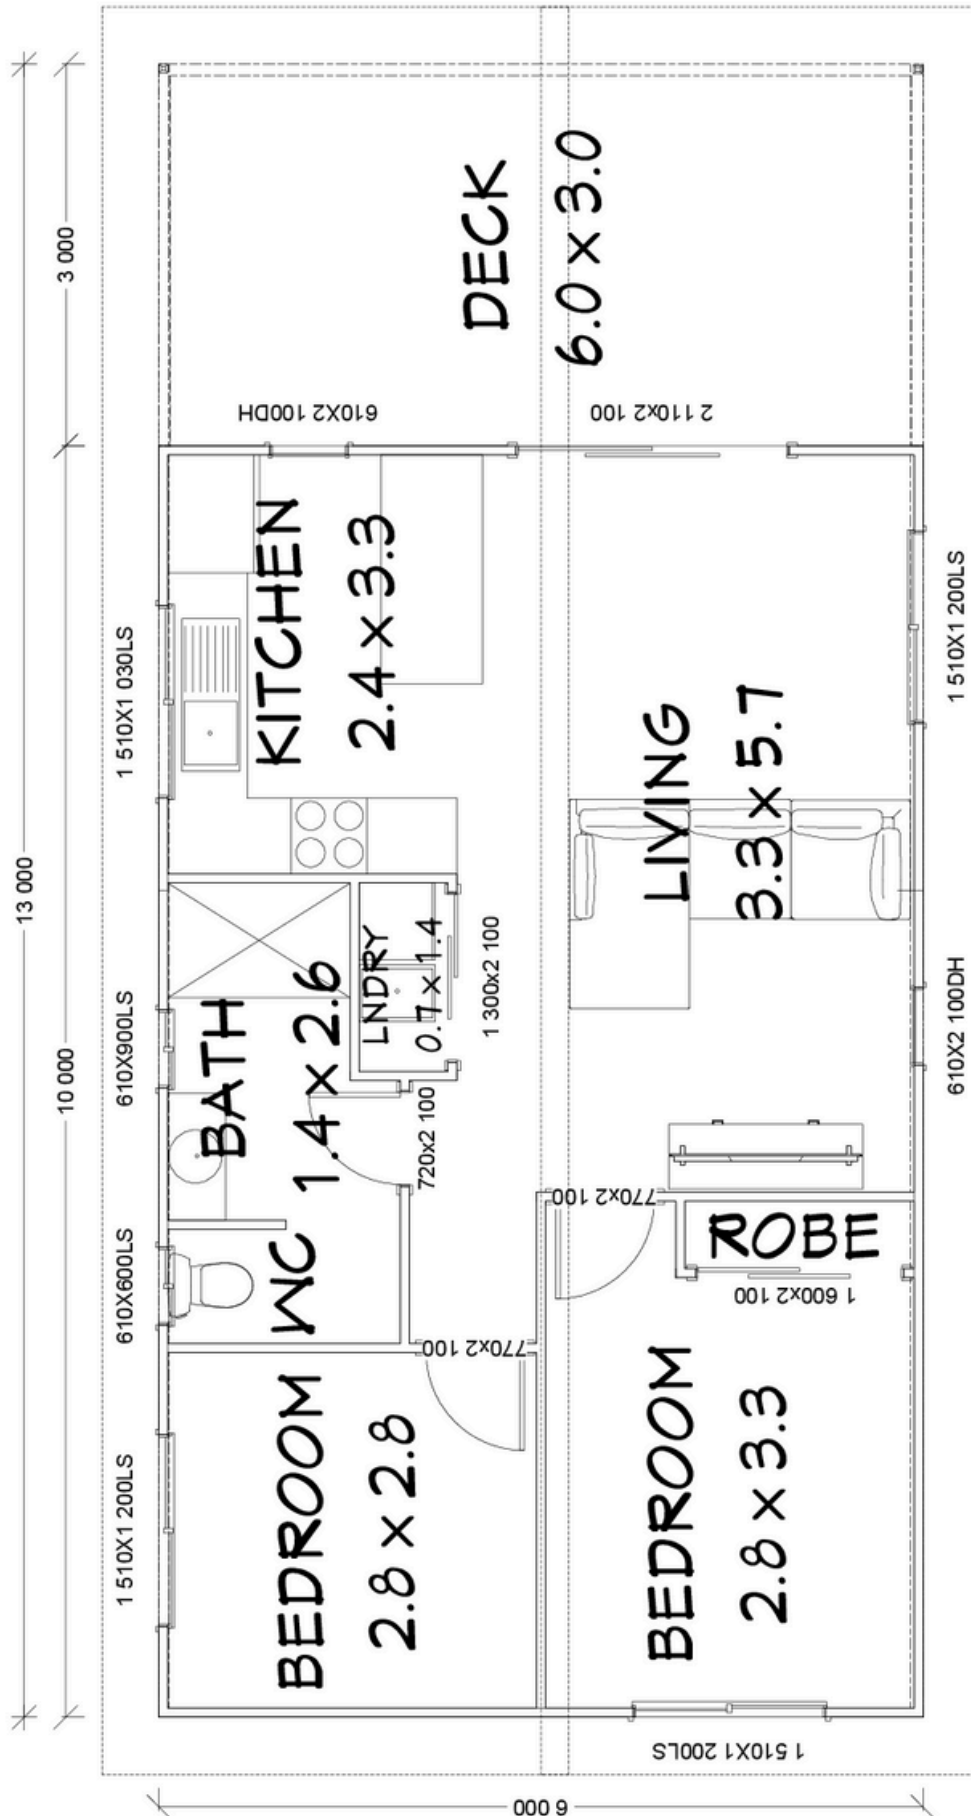 13 000
10 000
3 000
6 000
1 510X1 200LS
610X600LS
610X900LS
1 510X1 030LS
BEDROOM
2.8 x 2.8
WC
BATH
1.4 x 2.6
LNDRY
0.7 x 1.4
KITCHEN
2.4 x 3.3
DECK
6.0 x 3.0
610X2 100DH
2 110x2 100
720x2 100
1 300x2 100
770x2 100
770x2 100
BEDROOM
2.8 x 3.3
ROBE
1 600x2 100
LIVING
3.3 x 5.7
1 510X1 200LS
610X2 100DH
1 510X1 200LS